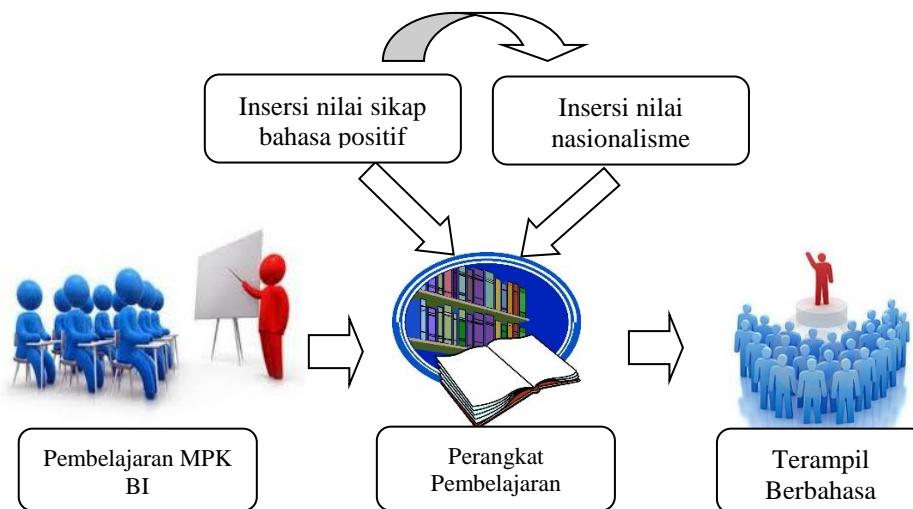 Insersi nilai sikap
bahasa positif
Insersi nilai
nasionalisme
Pembelajaran MPK
BI
Perangkat
Pembelajaran
Terampil
Berbahasa